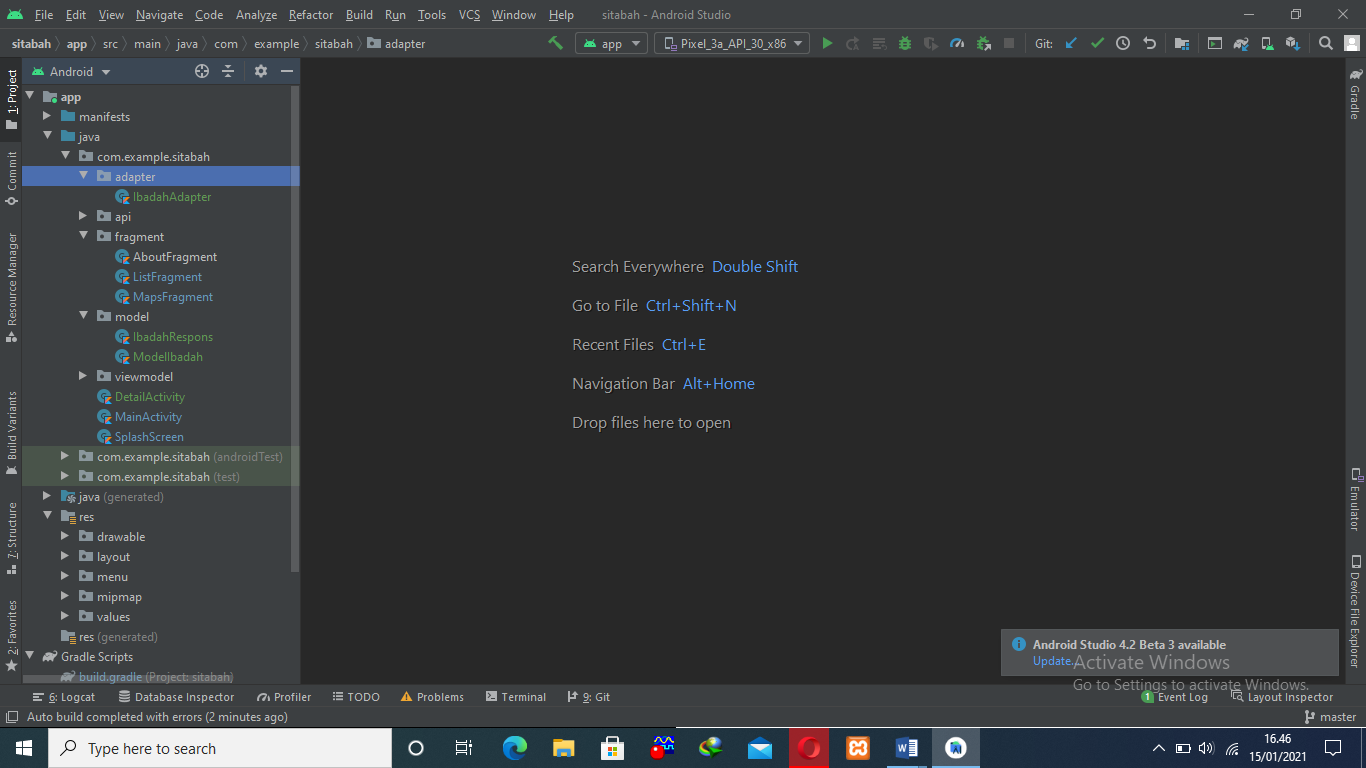 File Edit View Navigate Code Analyze Refactor Build Run Tools VCS Window Help sitabah - Android Studio
sitabah app src main java com example sitabah adapter app Pixel_3a_API_30_x86 Git:
Android
app
manifests
java
com.example.sitabah
adapter
IbadahAdapter
api
fragment
AboutFragment
ListFragment
MapsFragment
model
IbadahRespons
ModelIbadah
viewmodel
DetailActivity
MainActivity
SplashScreen
com.example.sitabah (androidTest)
com.example.sitabah (test)
java (generated)
res
drawable
layout
menu
mipmap
values
res (generated)
Gradle Scripts
build.gradle (Project: sitabah)
1: Project
Commit
Resource Manager
Build Variants
7: Structure
2: Favorites
Search Everywhere Double Shift
Go to File Ctrl+Shift+N
Recent Files Ctrl+E
Navigation Bar Alt+Home
Drop files here to open
Gradle
Emulator
Device File Explorer
Android Studio 4.2 Beta 3 available
Update...
Activate Windows
Go to Settings to activate Windows.
6: Logcat Database Inspector Profiler TODO Problems Terminal 9: Git 1 Event Log Layout Inspector
Auto build completed with errors (2 minutes ago) master
Type here to search
16.46
15/01/2021